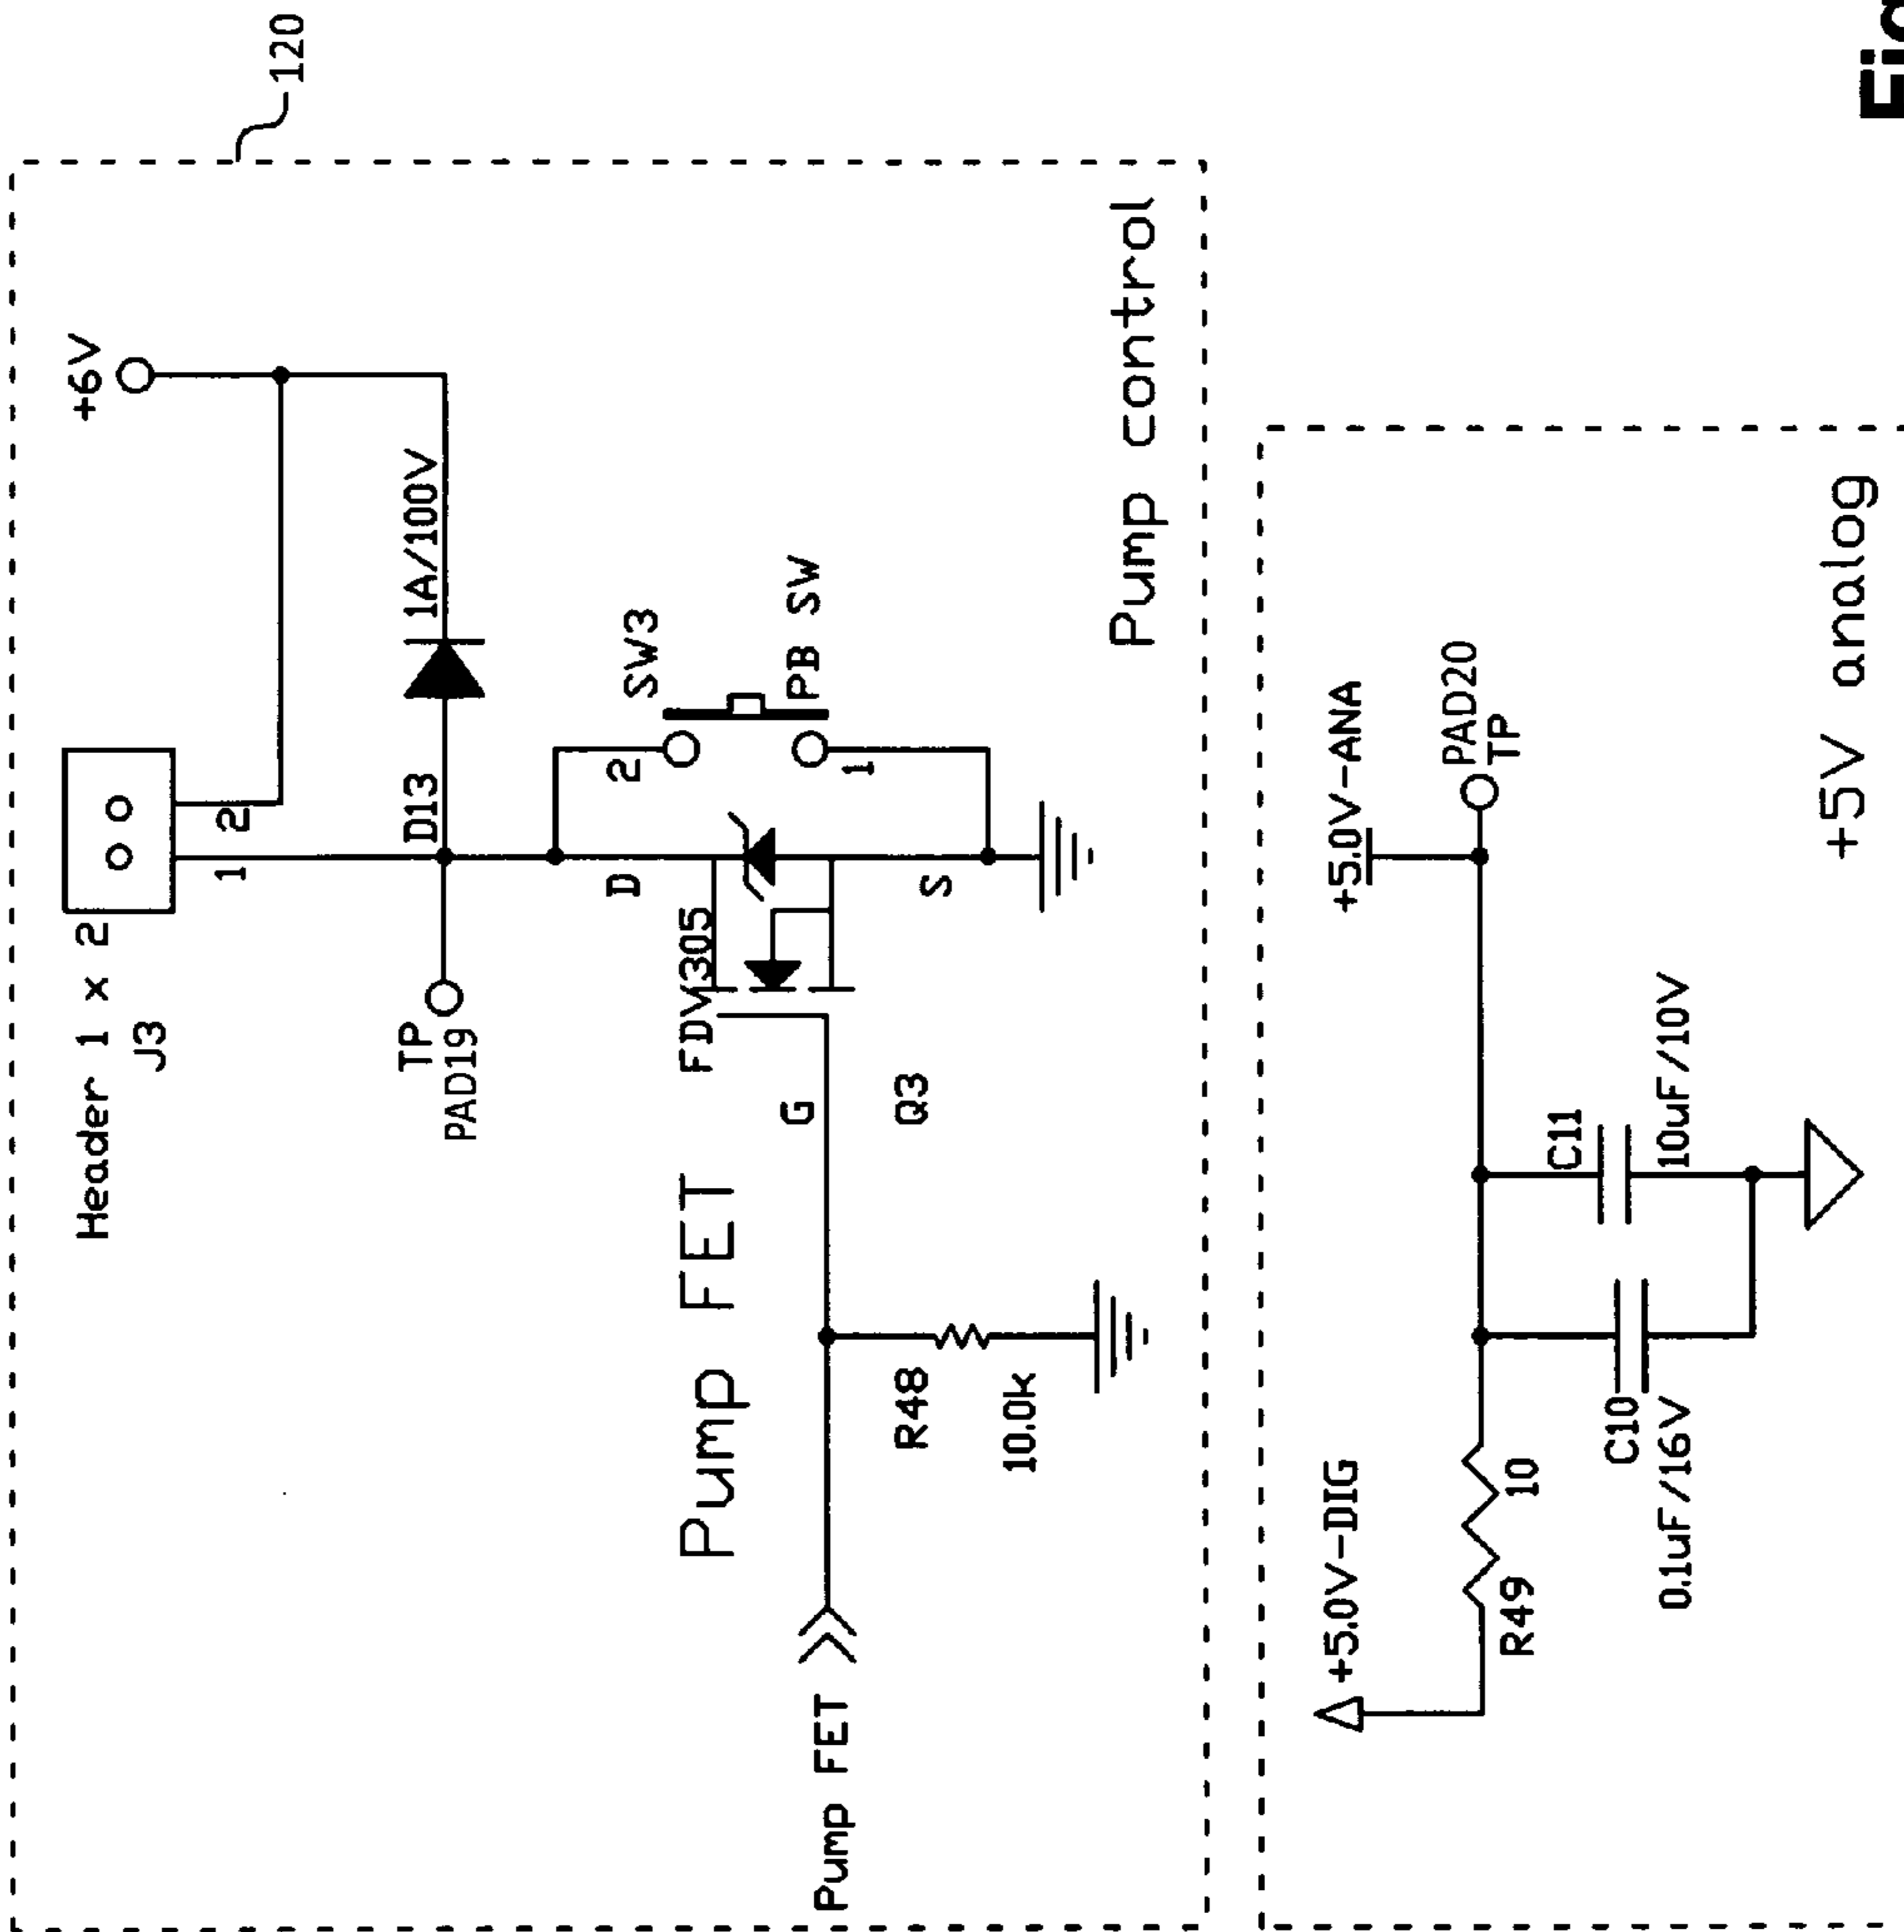 120
+6V
Header 1 x 2
J3
1
2
TP
PAD19
D13
1A/100V
FDV305
D
G
S
Q3
2
1
SW3
PB SW
Pump FET
Pump FET
R48
10.0k
Pump control
+5.0V-DIG
R49
10
C10
0.1uF/16V
C11
10uF/10V
+5.0V-ANA
PAD20
TP
+5V analog